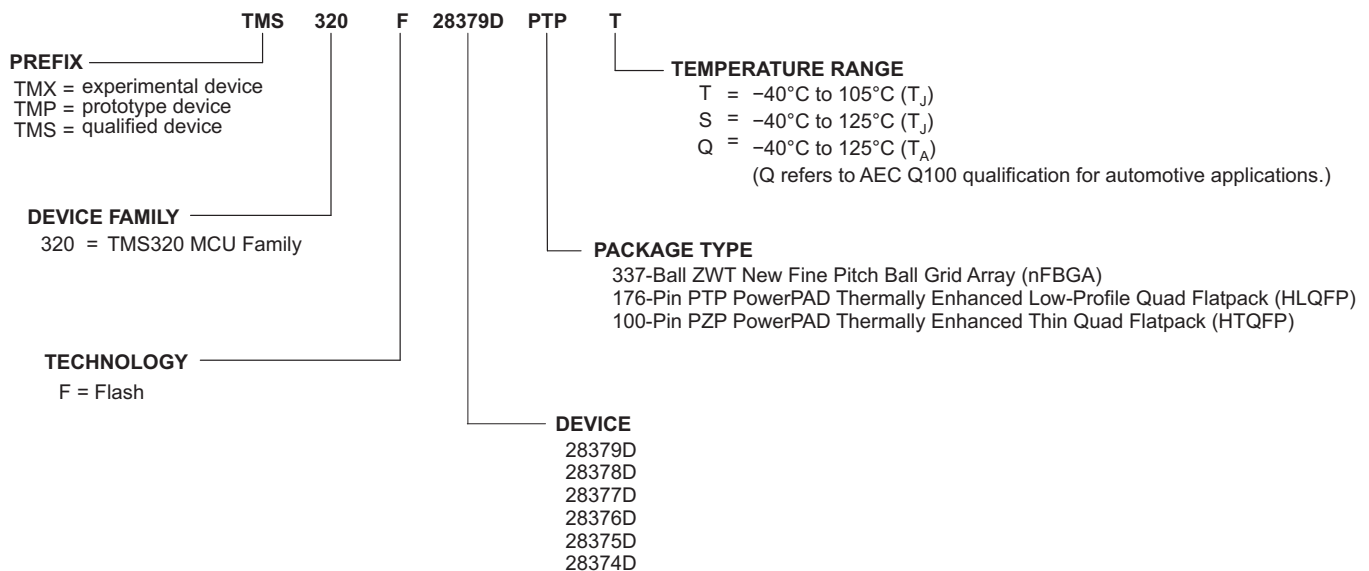 TMS 320 F 28379D PTP T
PREFIX
TMX = experimental device
TMP = prototype device
TMS = qualified device
TEMPERATURE RANGE
T = −40°C to 105°C (TJ)
S = −40°C to 125°C (TJ)
Q = −40°C to 125°C (TA)
(Q refers to AEC Q100 qualification for automotive applications.)
DEVICE FAMILY
320 = TMS320 MCU Family
PACKAGE TYPE
337-Ball ZWT New Fine Pitch Ball Grid Array (nFBGA)
176-Pin PTP PowerPAD Thermally Enhanced Low-Profile Quad Flatpack (HLQFP)
100-Pin PZP PowerPAD Thermally Enhanced Thin Quad Flatpack (HTQFP)
TECHNOLOGY
F = Flash
DEVICE
28379D
28378D
28377D
28376D
28375D
28374D